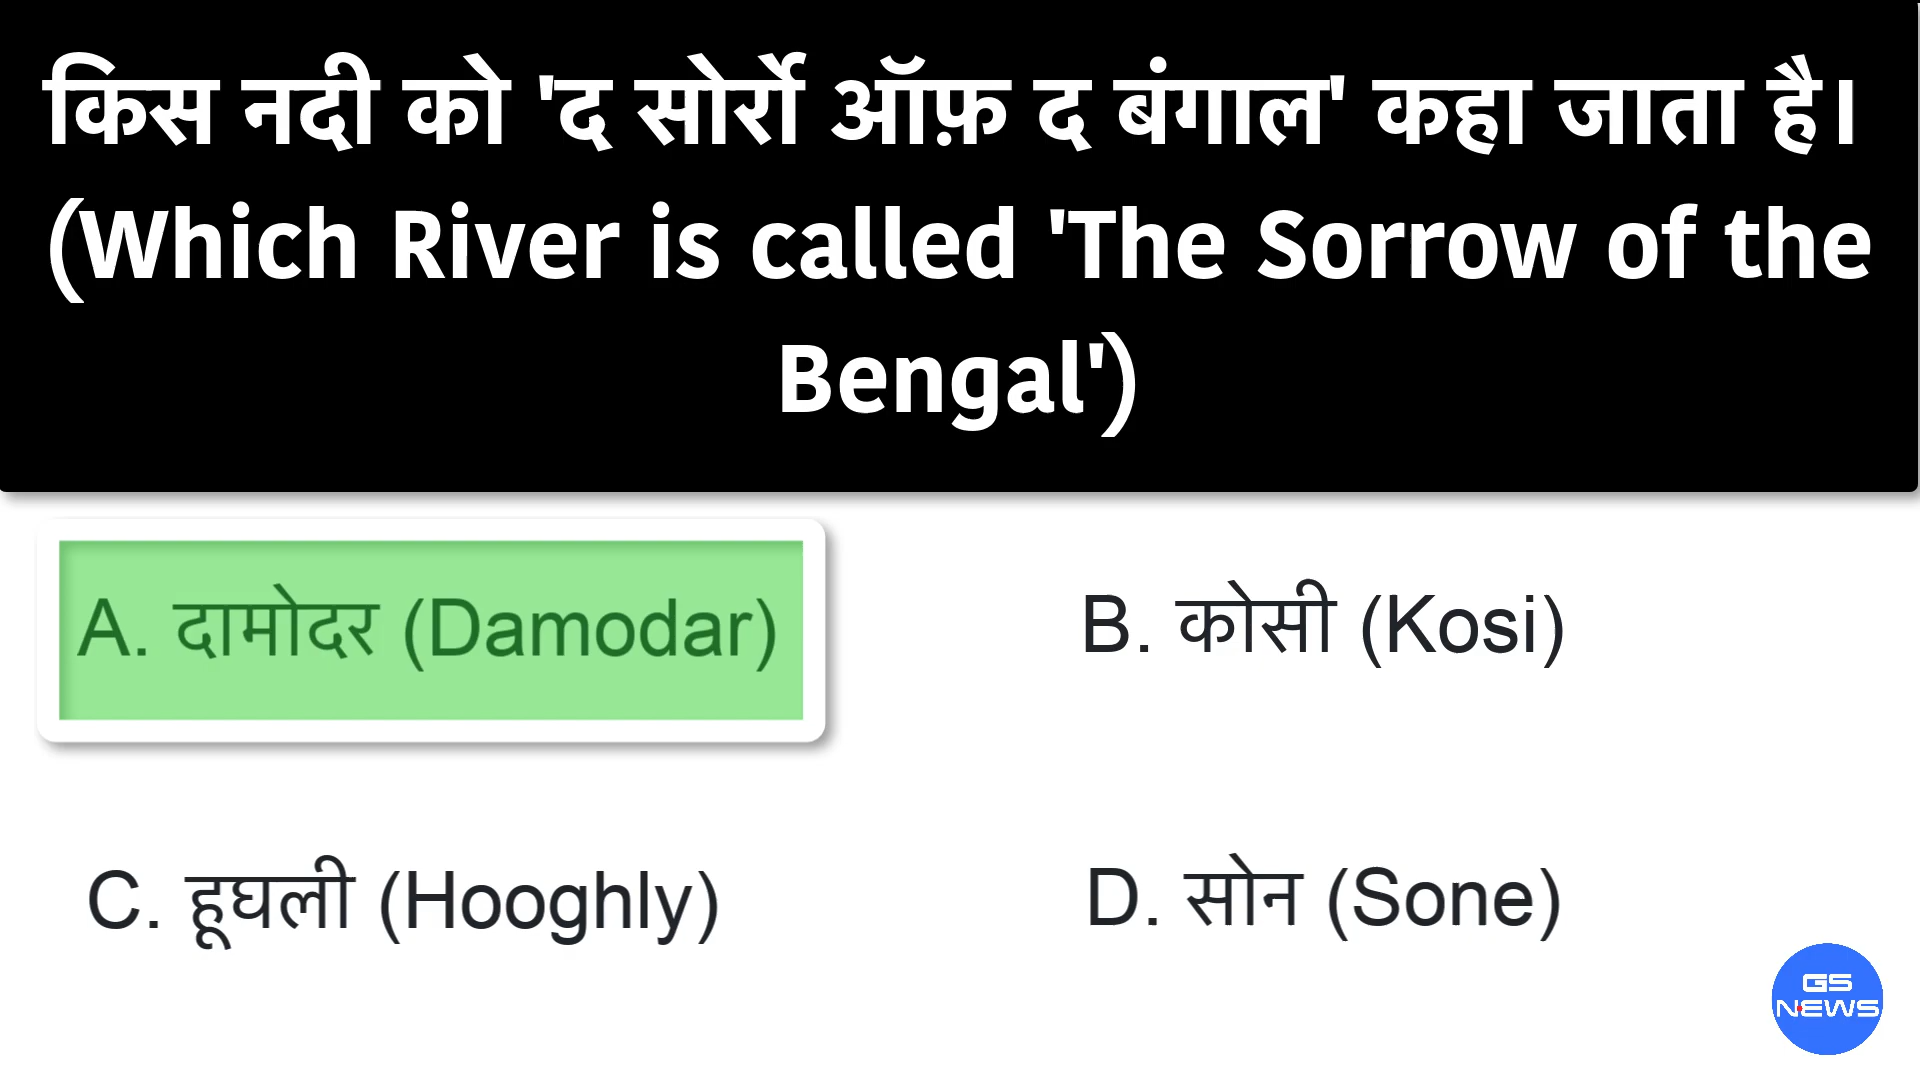 किस नदी को 'द सोर्रो ऑफ़ द बंगाल' कहा जाता है।
(Which River is called 'The Sorrow of the
Bengal')
A. दामोदर (Damodar)
B. कोसी (Kosi)
C. हूघली (Hooghly)
D. सोन (Sone)
GS
NEWS